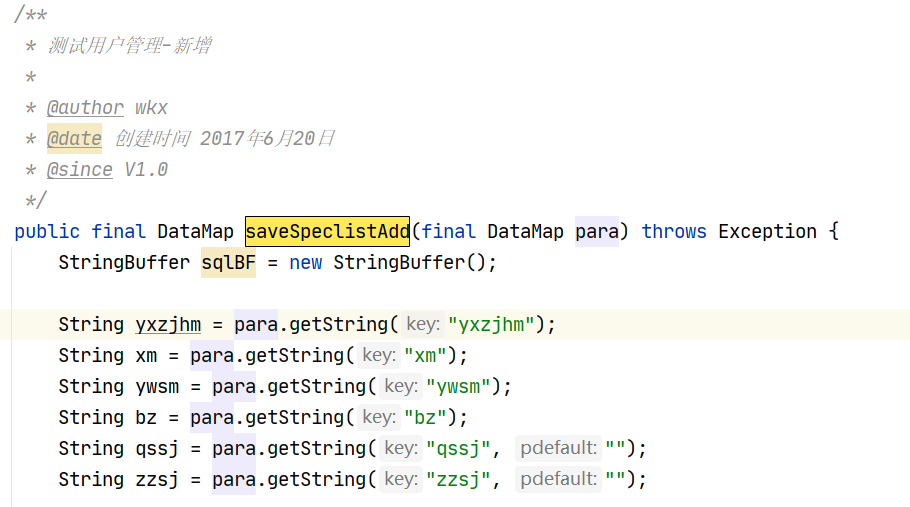 /**
* 测试用户管理-新增
*
* @author wkx
* @date 创建时间 2017年6月20日
* @since V1.0
*/
public final DataMap saveSpeclistAdd(final DataMap para) throws Exception {
StringBuffer sqlBF = new StringBuffer();
String yxzjhm = para.getString( key: "yxzjhm");
String xm = para.getString( key: "xm");
String ywsm = para.getString( key: "ywsm");
String bz = para.getString( key: "bz");
String qssj = para.getString( key: "qssj", pdefault: "");
String zzsj = para.getString( key: "zzsj", pdefault: "");